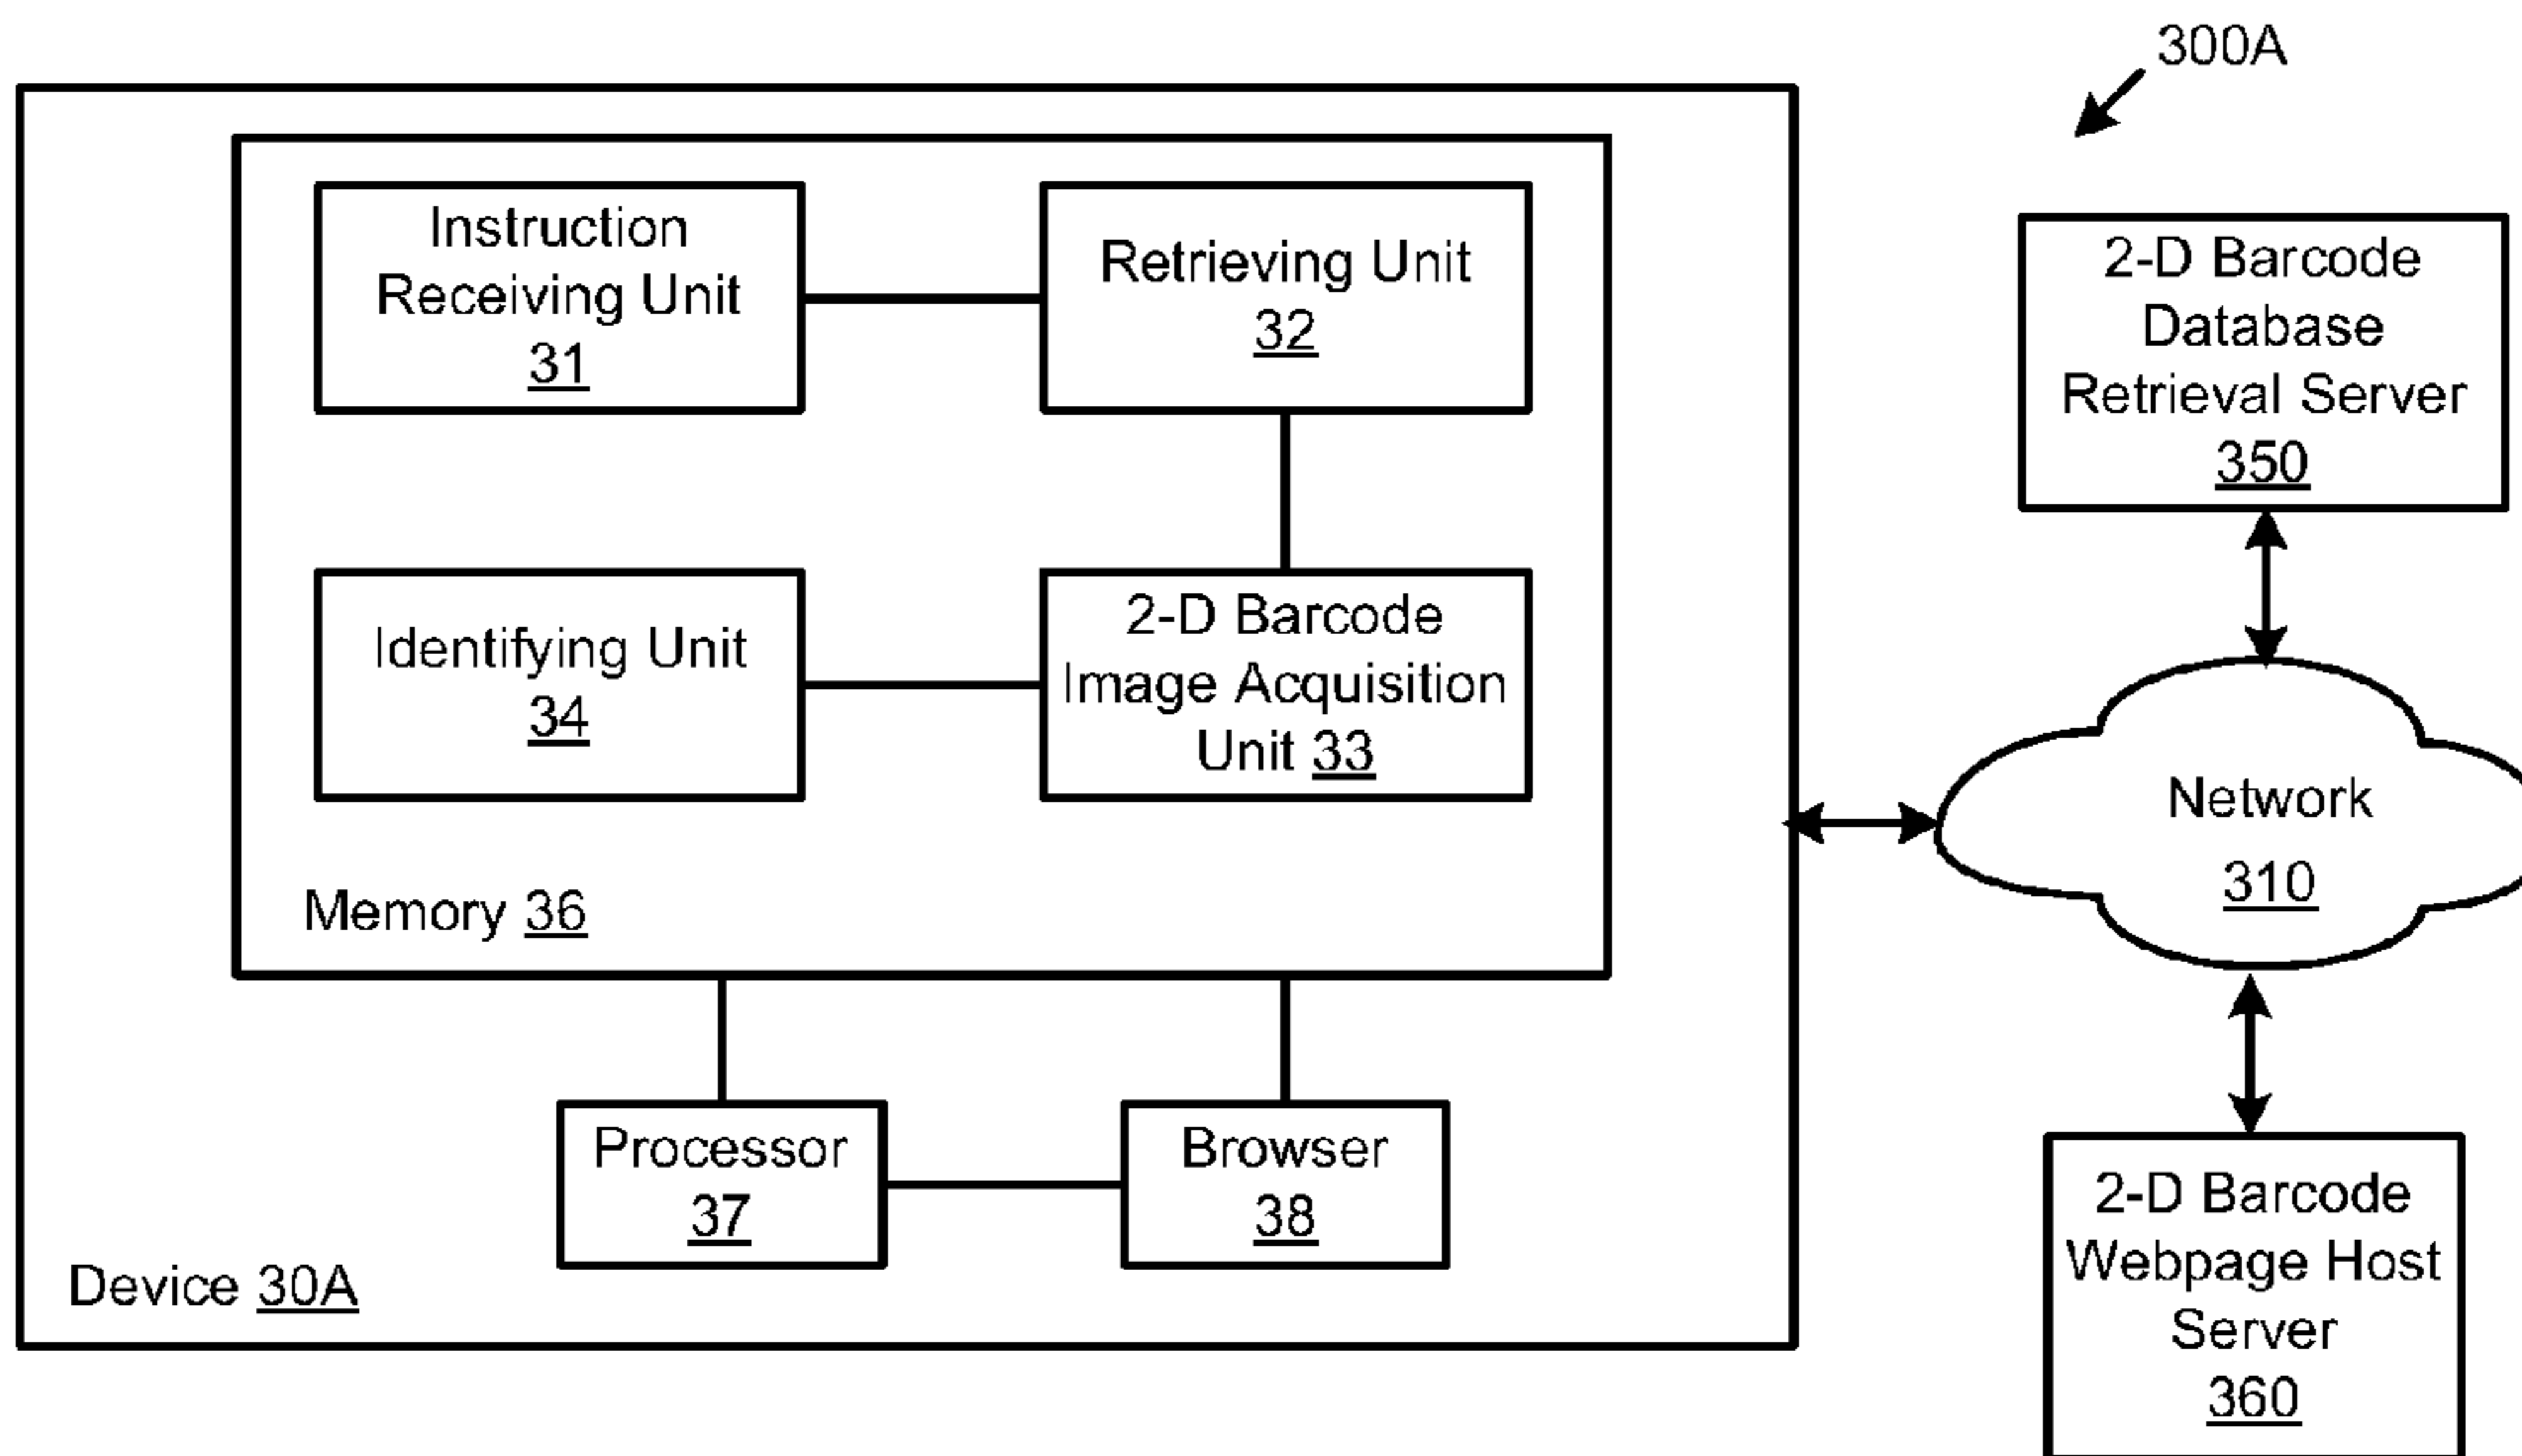 300A
Instruction
Receiving Unit
31
Retrieving Unit
32
Identifying Unit
34
2-D Barcode
Image Acquisition
Unit 33
Memory 36
Processor
37
Browser
38
Device 30A
2-D Barcode
Database
Retrieval Server
350
Network
310
2-D Barcode
Webpage Host
Server
360